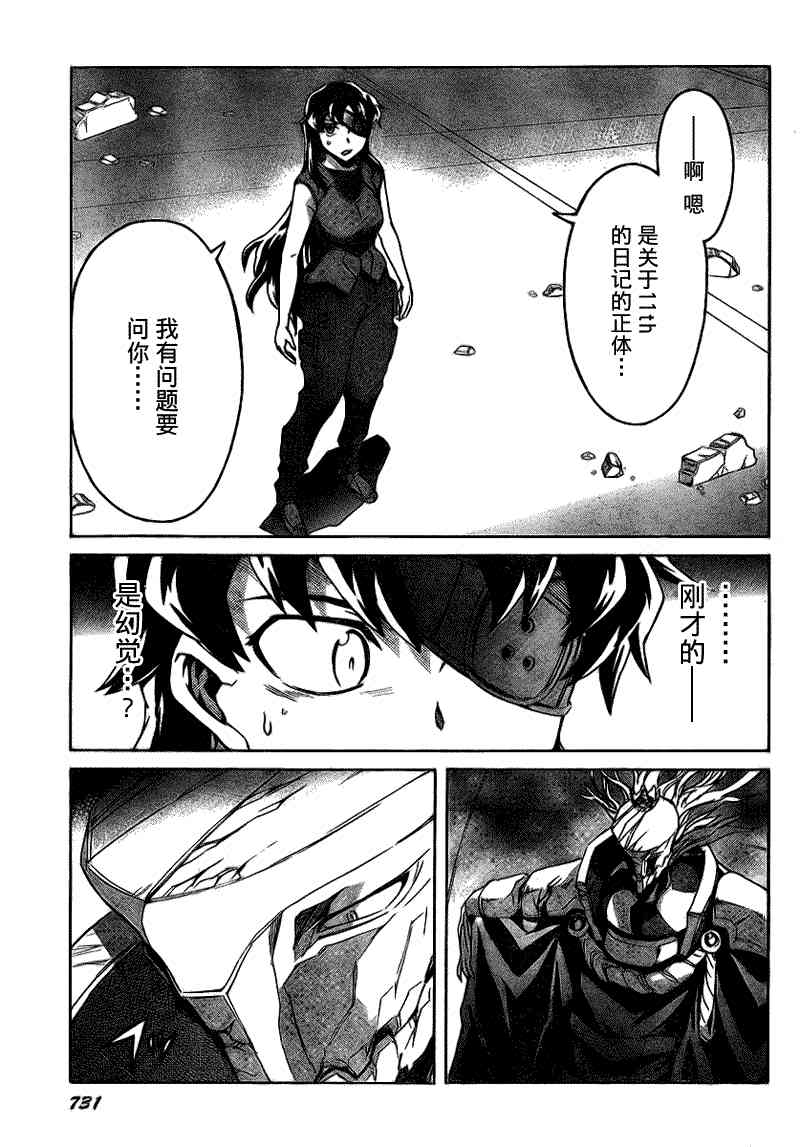 ——啊嗯
是关于11th
的日记的正体…
我有问题要
问你……
………
刚才的——
是幻觉…?
731